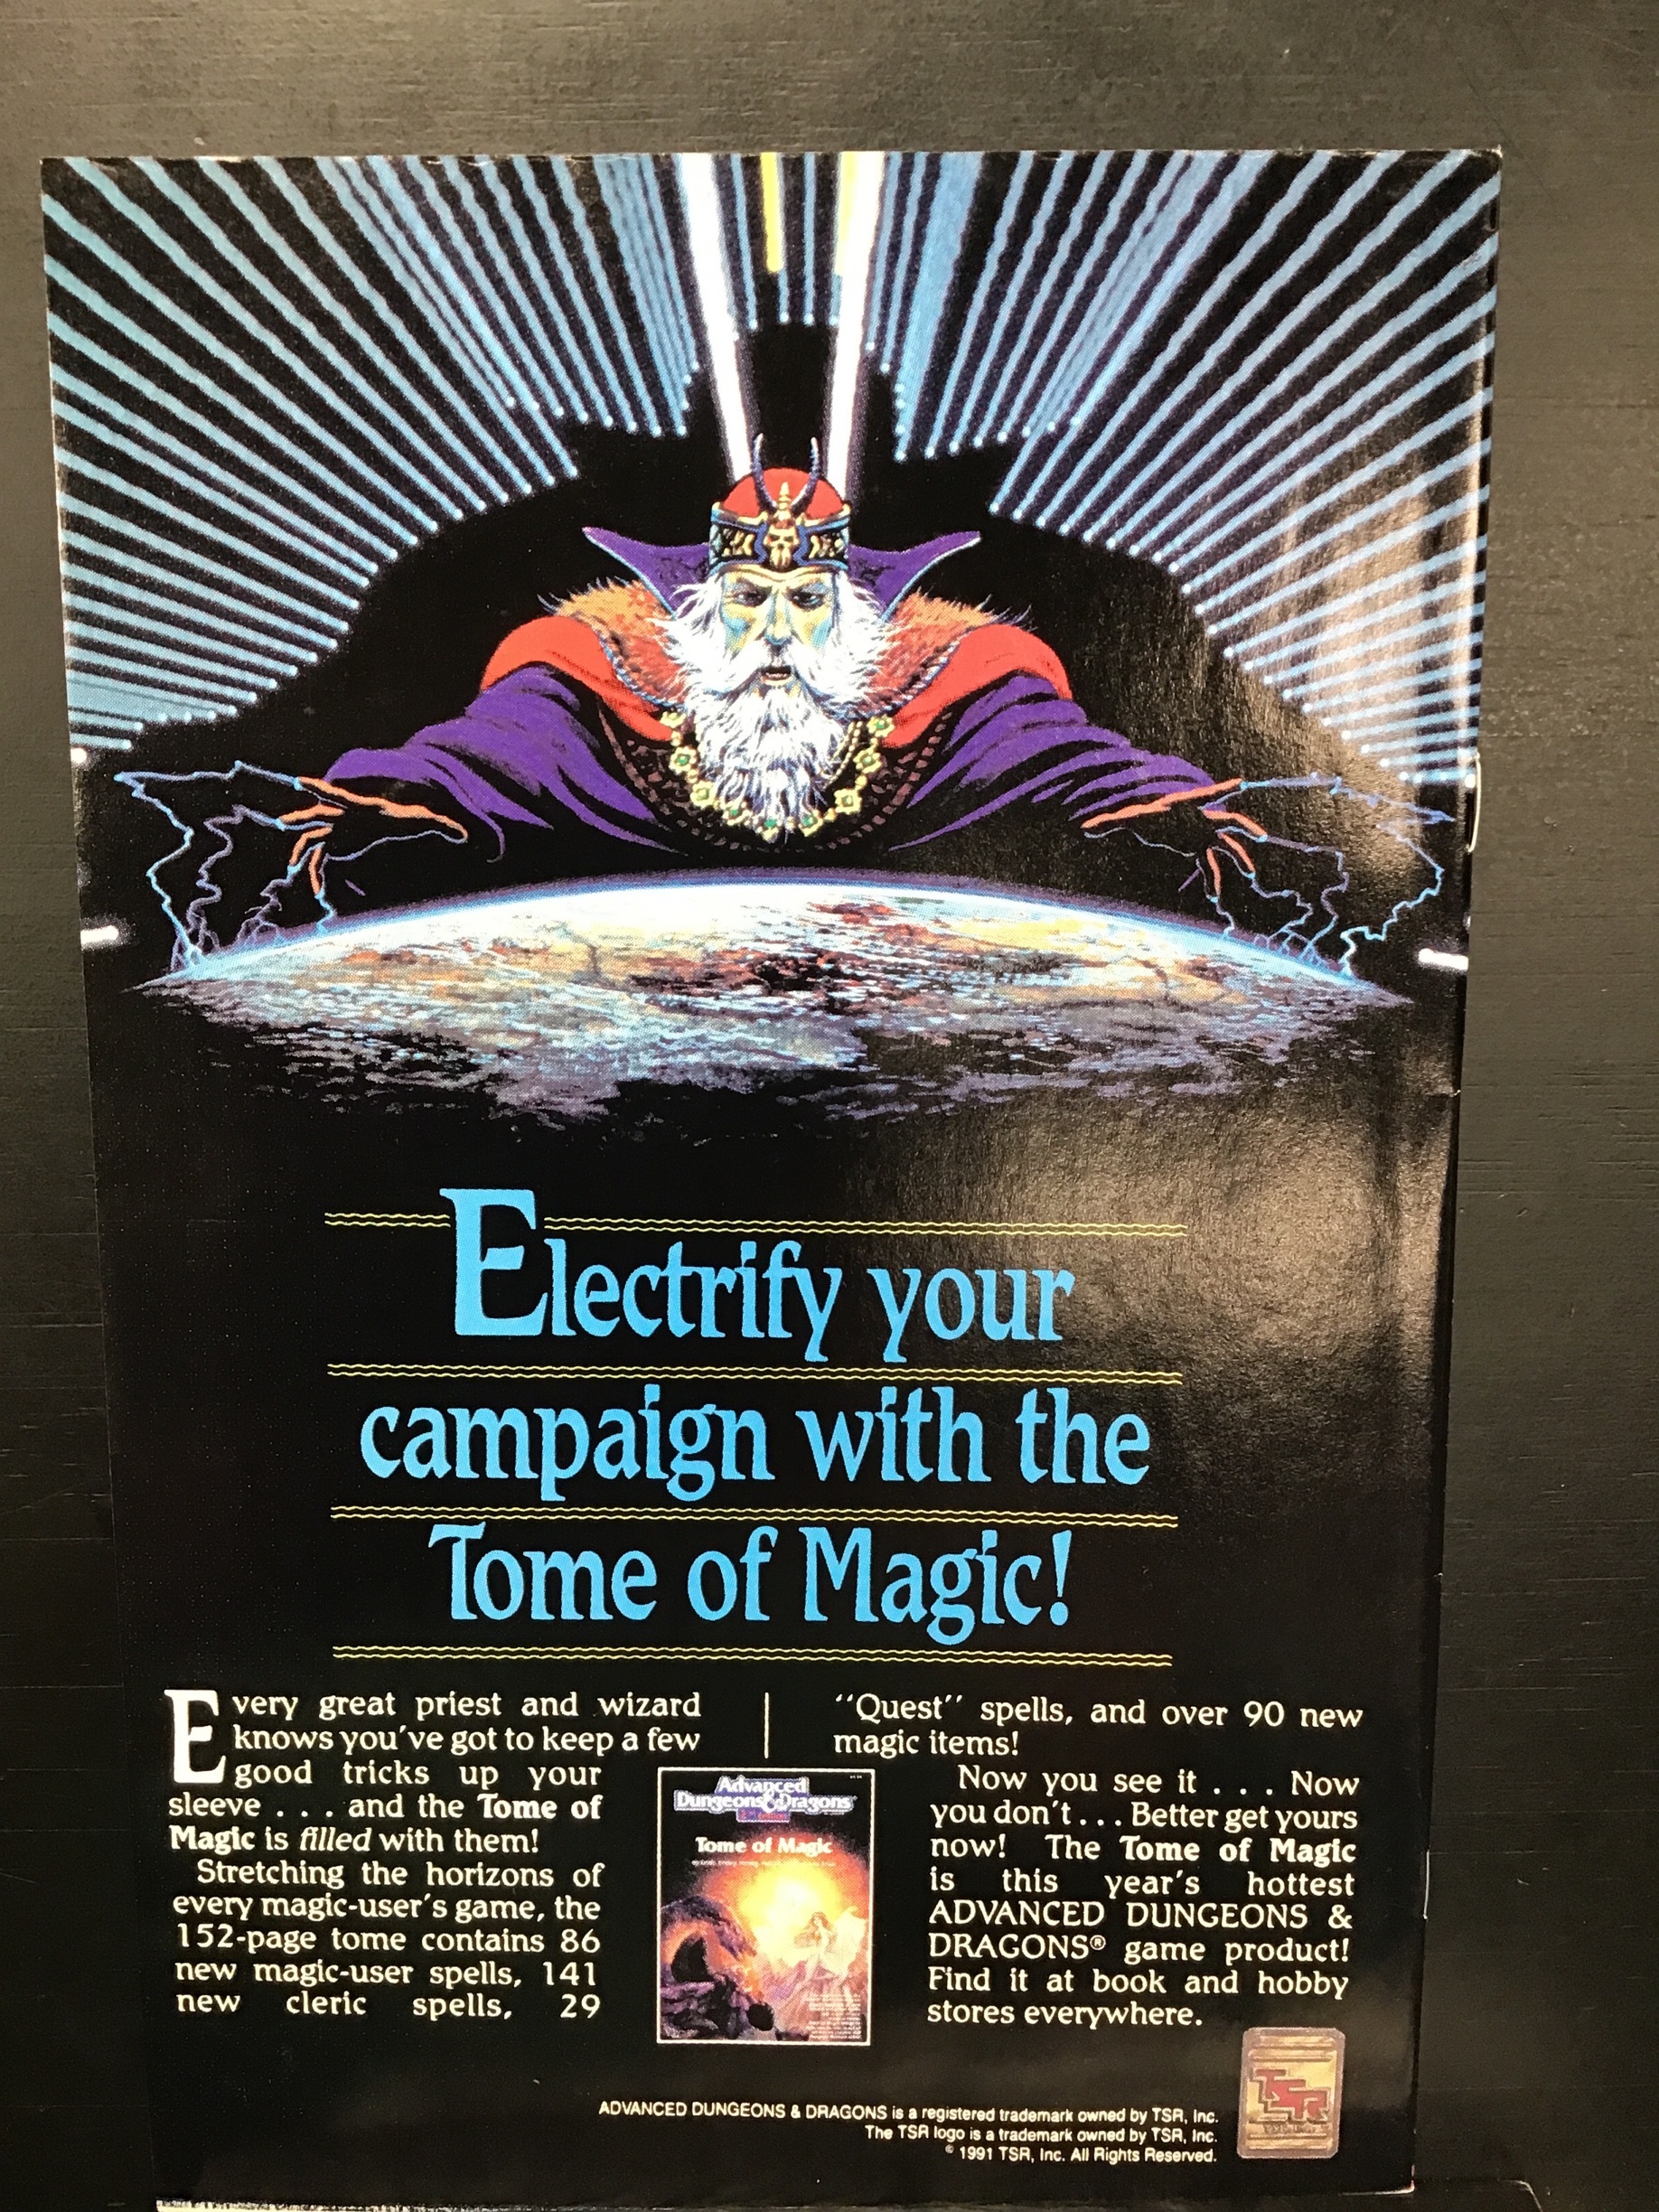 Electrify your
campaign with the
Tome of Magic!
Every great priest and wizard
knows you've got to keep a few
good tricks up your
sleeve . . . and the Tome of
Magic is filled with them!
Stretching the horizons of
every magic-user's game, the
152-page tome contains 86
new magic-user spells, 141
new cleric spells, 29
"Quest" spells, and over 90 new
magic items!
Now you see it . . . Now
you don't . . . Better get yours
now! The Tome of Magic
is this year's hottest
ADVANCED DUNGEONS &
DRAGONS® game product!
Find it at book and hobby
stores everywhere.
Advanced
Dungeons & Dragons
Tome of Magic
TSR
ADVANCED DUNGEONS & DRAGONS is a registered trademark owned by TSR, Inc.
The TSR logo is a trademark owned by TSR, Inc.
© 1991 TSR, Inc. All Rights Reserved.